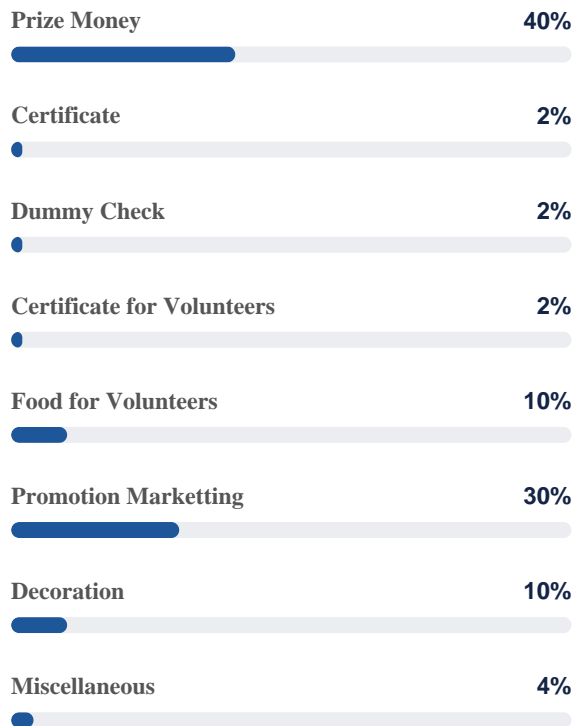 Prize Money 40%
Certificate 2%
Dummy Check 2%
Certificate for Volunteers 2%
Food for Volunteers 10%
Promotion Marketting 30%
Decoration 10%
Miscellaneous 4%